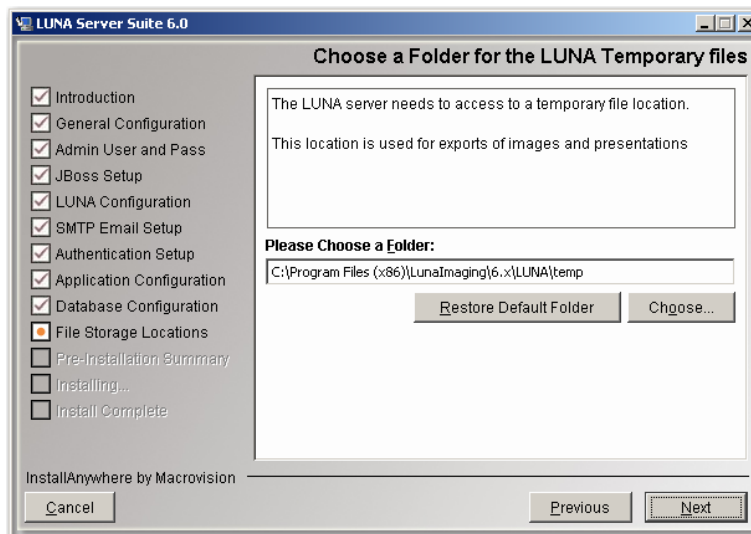 LUNA Server Suite 6.0
Choose a Folder for the LUNA Temporary files
Introduction
General Configuration
Admin User and Pass
JBoss Setup
LUNA Configuration
SMTP Email Setup
Authentication Setup
Application Configuration
Database Configuration
File Storage Locations
Pre-Installation Summary
Installing...
Install Complete
The LUNA server needs to access to a temporary file location.
This location is used for exports of images and presentations
Please Choose a Folder:
C:\Program Files (x86)\LunaImaging\6.x\LUNA\temp
Restore Default Folder
Choose...
InstallAnywhere by Macrovision
Cancel
Previous
Next